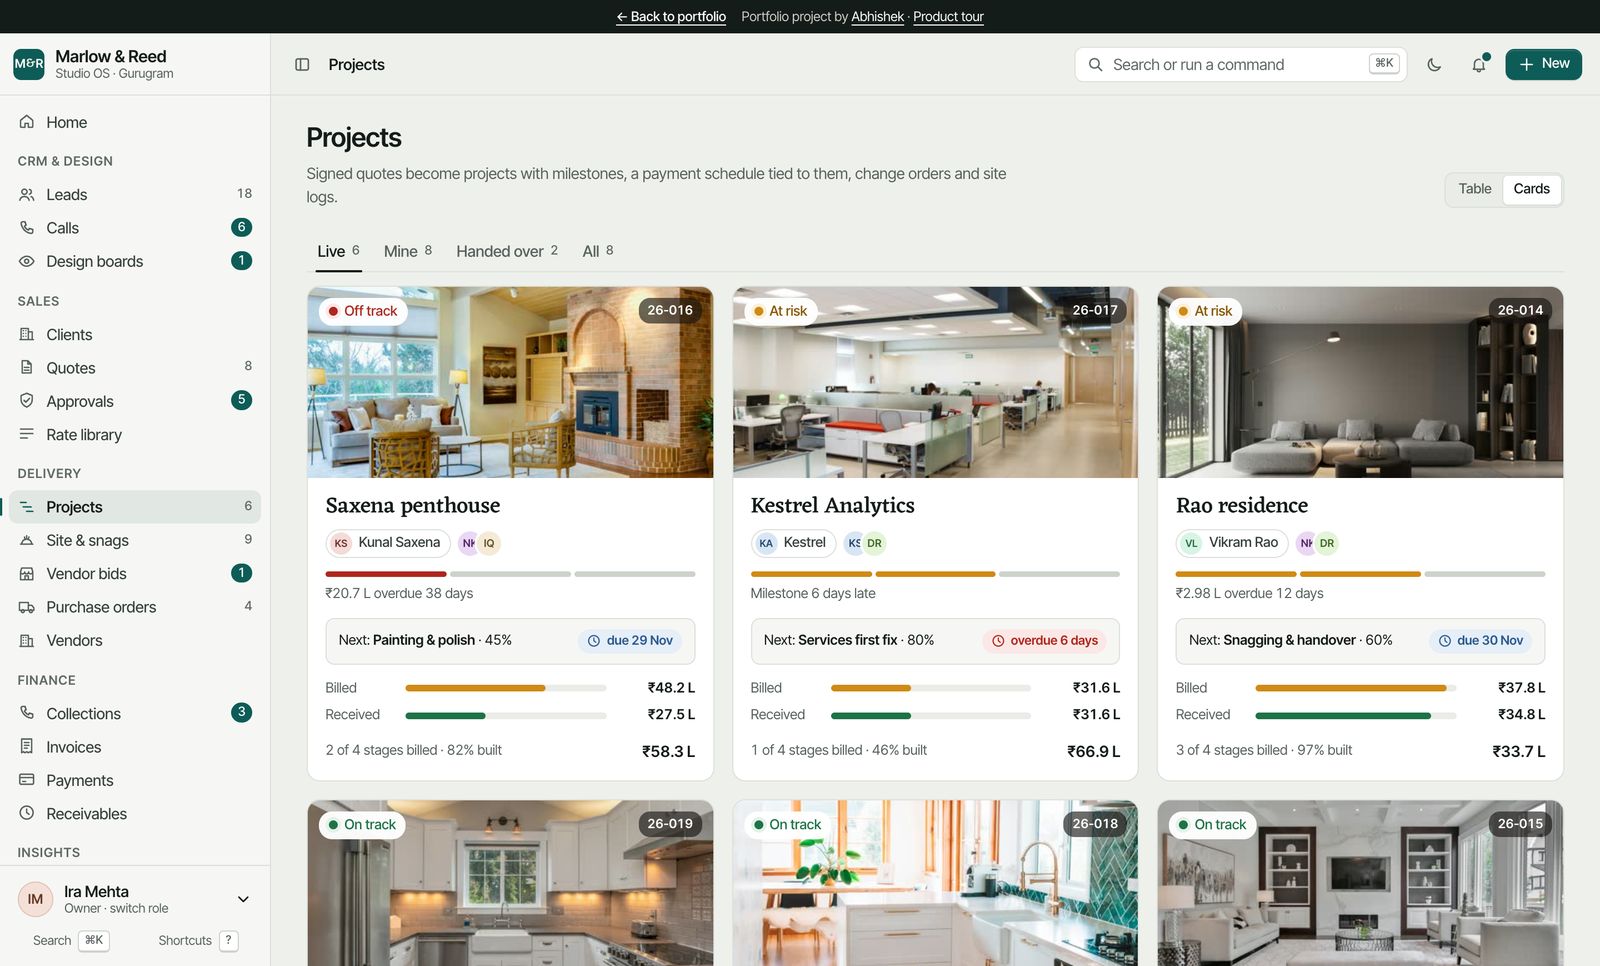 ← Back to portfolio Portfolio project by Abhishek · Product tour
M&R Marlow & Reed
Studio OS · Gurugram
Projects
Search or run a command ⌘K
+ New
Home
CRM & DESIGN
Leads 18
Calls 6
Design boards 1
SALES
Clients
Quotes 8
Approvals 5
Rate library
DELIVERY
Projects 6
Site & snags 9
Vendor bids 1
Purchase orders 4
Vendors
FINANCE
Collections 3
Invoices
Payments
Receivables
INSIGHTS
IM Ira Mehta
Owner · switch role
Search ⌘K Shortcuts ?
Projects
Signed quotes become projects with milestones, a payment schedule tied to them, change orders and site
logs.
Table Cards
Live 6 Mine 8 Handed over 2 All 8
Off track 26-016
Saxena penthouse
KS Kunal Saxena NK IQ
₹20.7 L overdue 38 days
Next: Painting & polish · 45% due 29 Nov
Billed ₹48.2 L
Received ₹27.5 L
2 of 4 stages billed · 82% built ₹58.3 L
At risk 26-017
Kestrel Analytics
KA Kestrel KS DR
Milestone 6 days late
Next: Services first fix · 80% overdue 6 days
Billed ₹31.6 L
Received ₹31.6 L
1 of 4 stages billed · 46% built ₹66.9 L
At risk 26-014
Rao residence
VL Vikram Rao NK DR
₹2.98 L overdue 12 days
Next: Snagging & handover · 60% due 30 Nov
Billed ₹37.8 L
Received ₹34.8 L
3 of 4 stages billed · 97% built ₹33.7 L
On track 26-019
On track 26-018
On track 26-015